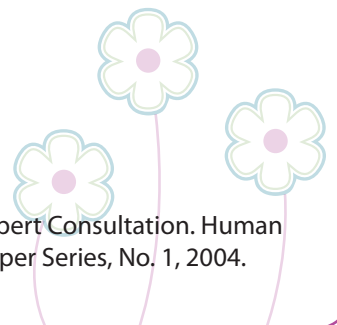 pert Consultation. Human
per Series, No. 1, 2004.